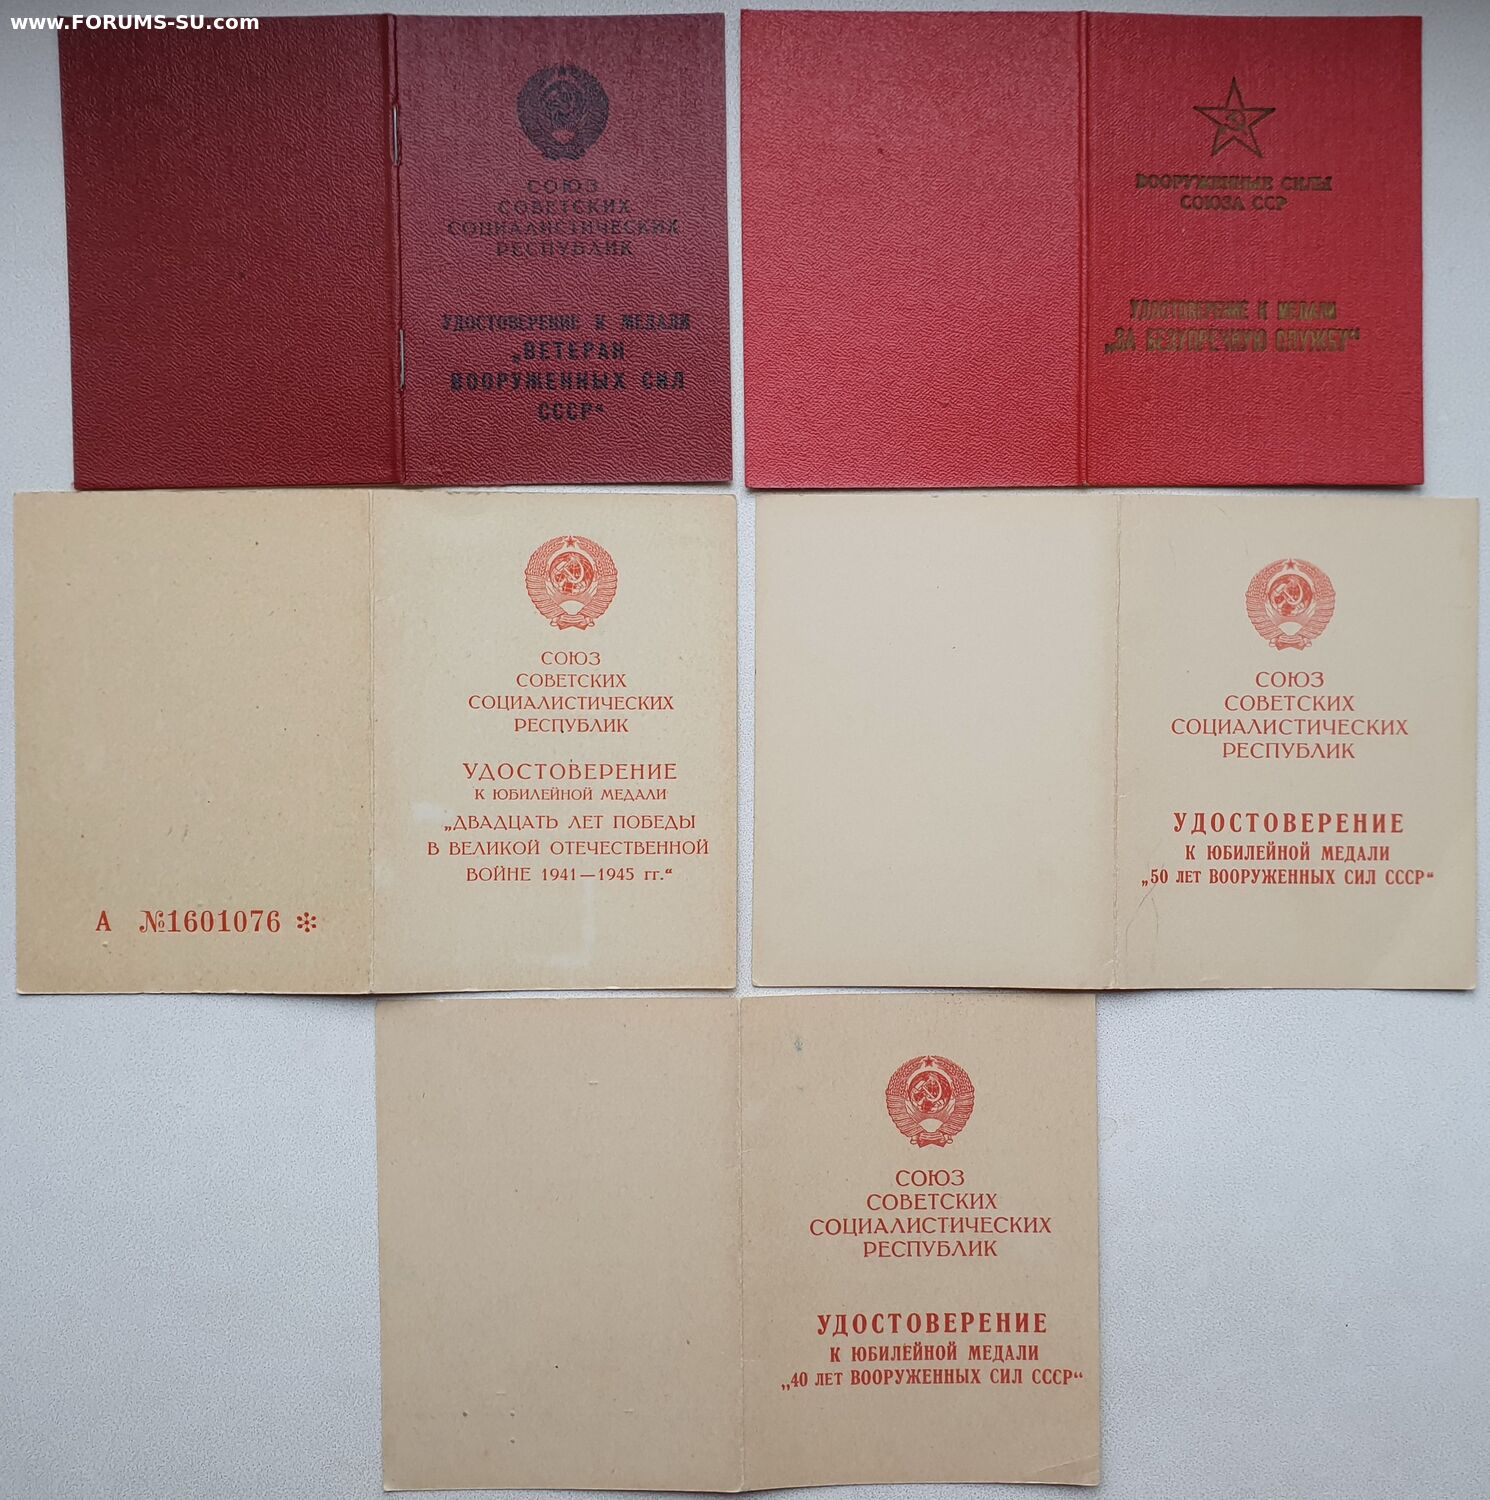 www.FORUMS-SU.com
СОЮЗ
СОВЕТСКИХ
СОЦИАЛИСТИЧЕСКИХ
РЕСПУБЛИК
УДОСТОВЕРЕНИЕ К МЕДАЛИ
„ВЕТЕРАН
ВООРУЖЕННЫХ СИЛ
СССР“
ВООРУЖЕННЫЕ СИЛЫ
СОЮЗА ССР
УДОСТОВЕРЕНИЕ К МЕДАЛИ
„ЗА БЕЗУПРЕЧНУЮ СЛУЖБУ“
СОЮЗ
СОВЕТСКИХ
СОЦИАЛИСТИЧЕСКИХ
РЕСПУБЛИК
УДОСТОВЕРЕНИЕ
К ЮБИЛЕЙНОЙ МЕДАЛИ
„ДВАДЦАТЬ ЛЕТ ПОБЕДЫ
В ВЕЛИКОЙ ОТЕЧЕСТВЕННОЙ
ВОЙНЕ 1941—1945 гг.“
А №1601076 ✻
СОЮЗ
СОВЕТСКИХ
СОЦИАЛИСТИЧЕСКИХ
РЕСПУБЛИК
УДОСТОВЕРЕНИЕ
К ЮБИЛЕЙНОЙ МЕДАЛИ
„50 ЛЕТ ВООРУЖЕННЫХ СИЛ СССР“
СОЮЗ
СОВЕТСКИХ
СОЦИАЛИСТИЧЕСКИХ
РЕСПУБЛИК
УДОСТОВЕРЕНИЕ
К ЮБИЛЕЙНОЙ МЕДАЛИ
„40 ЛЕТ ВООРУЖЕННЫХ СИЛ СССР“